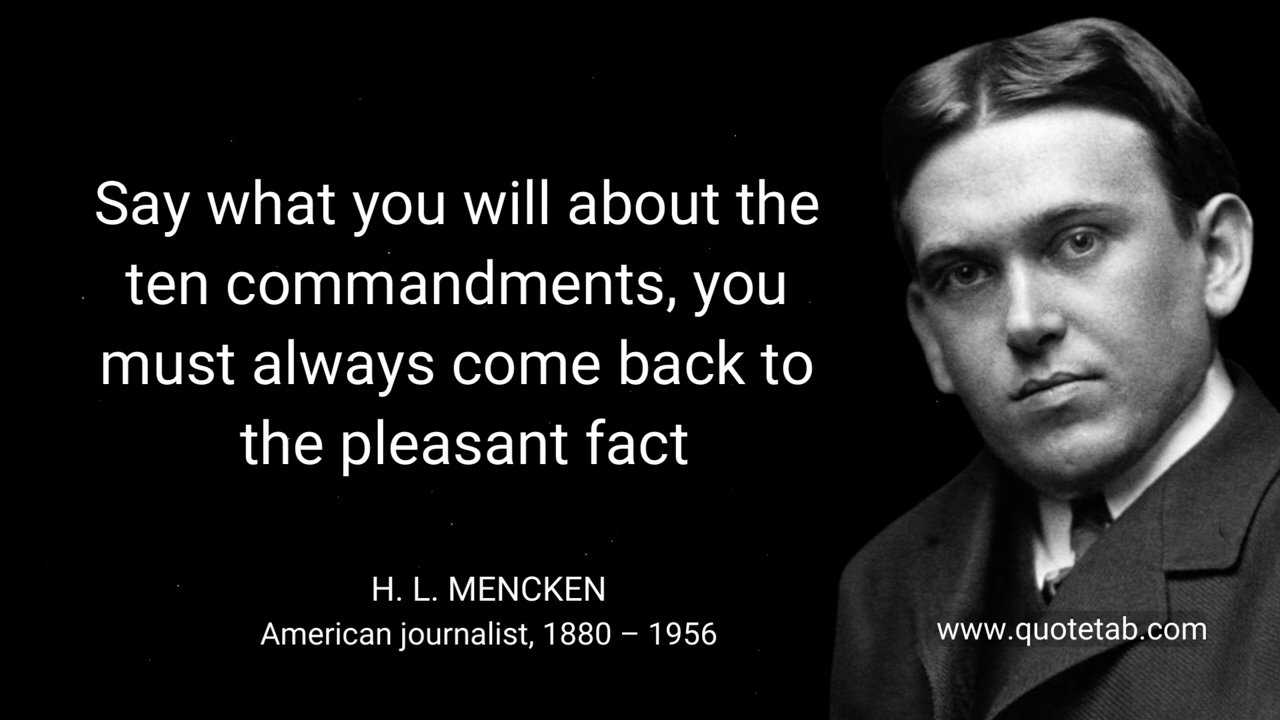 Say what you will about the
ten commandments, you
must always come back to
the pleasant fact
H. L. MENCKEN
American journalist, 1880 – 1956
www.quotetab.com